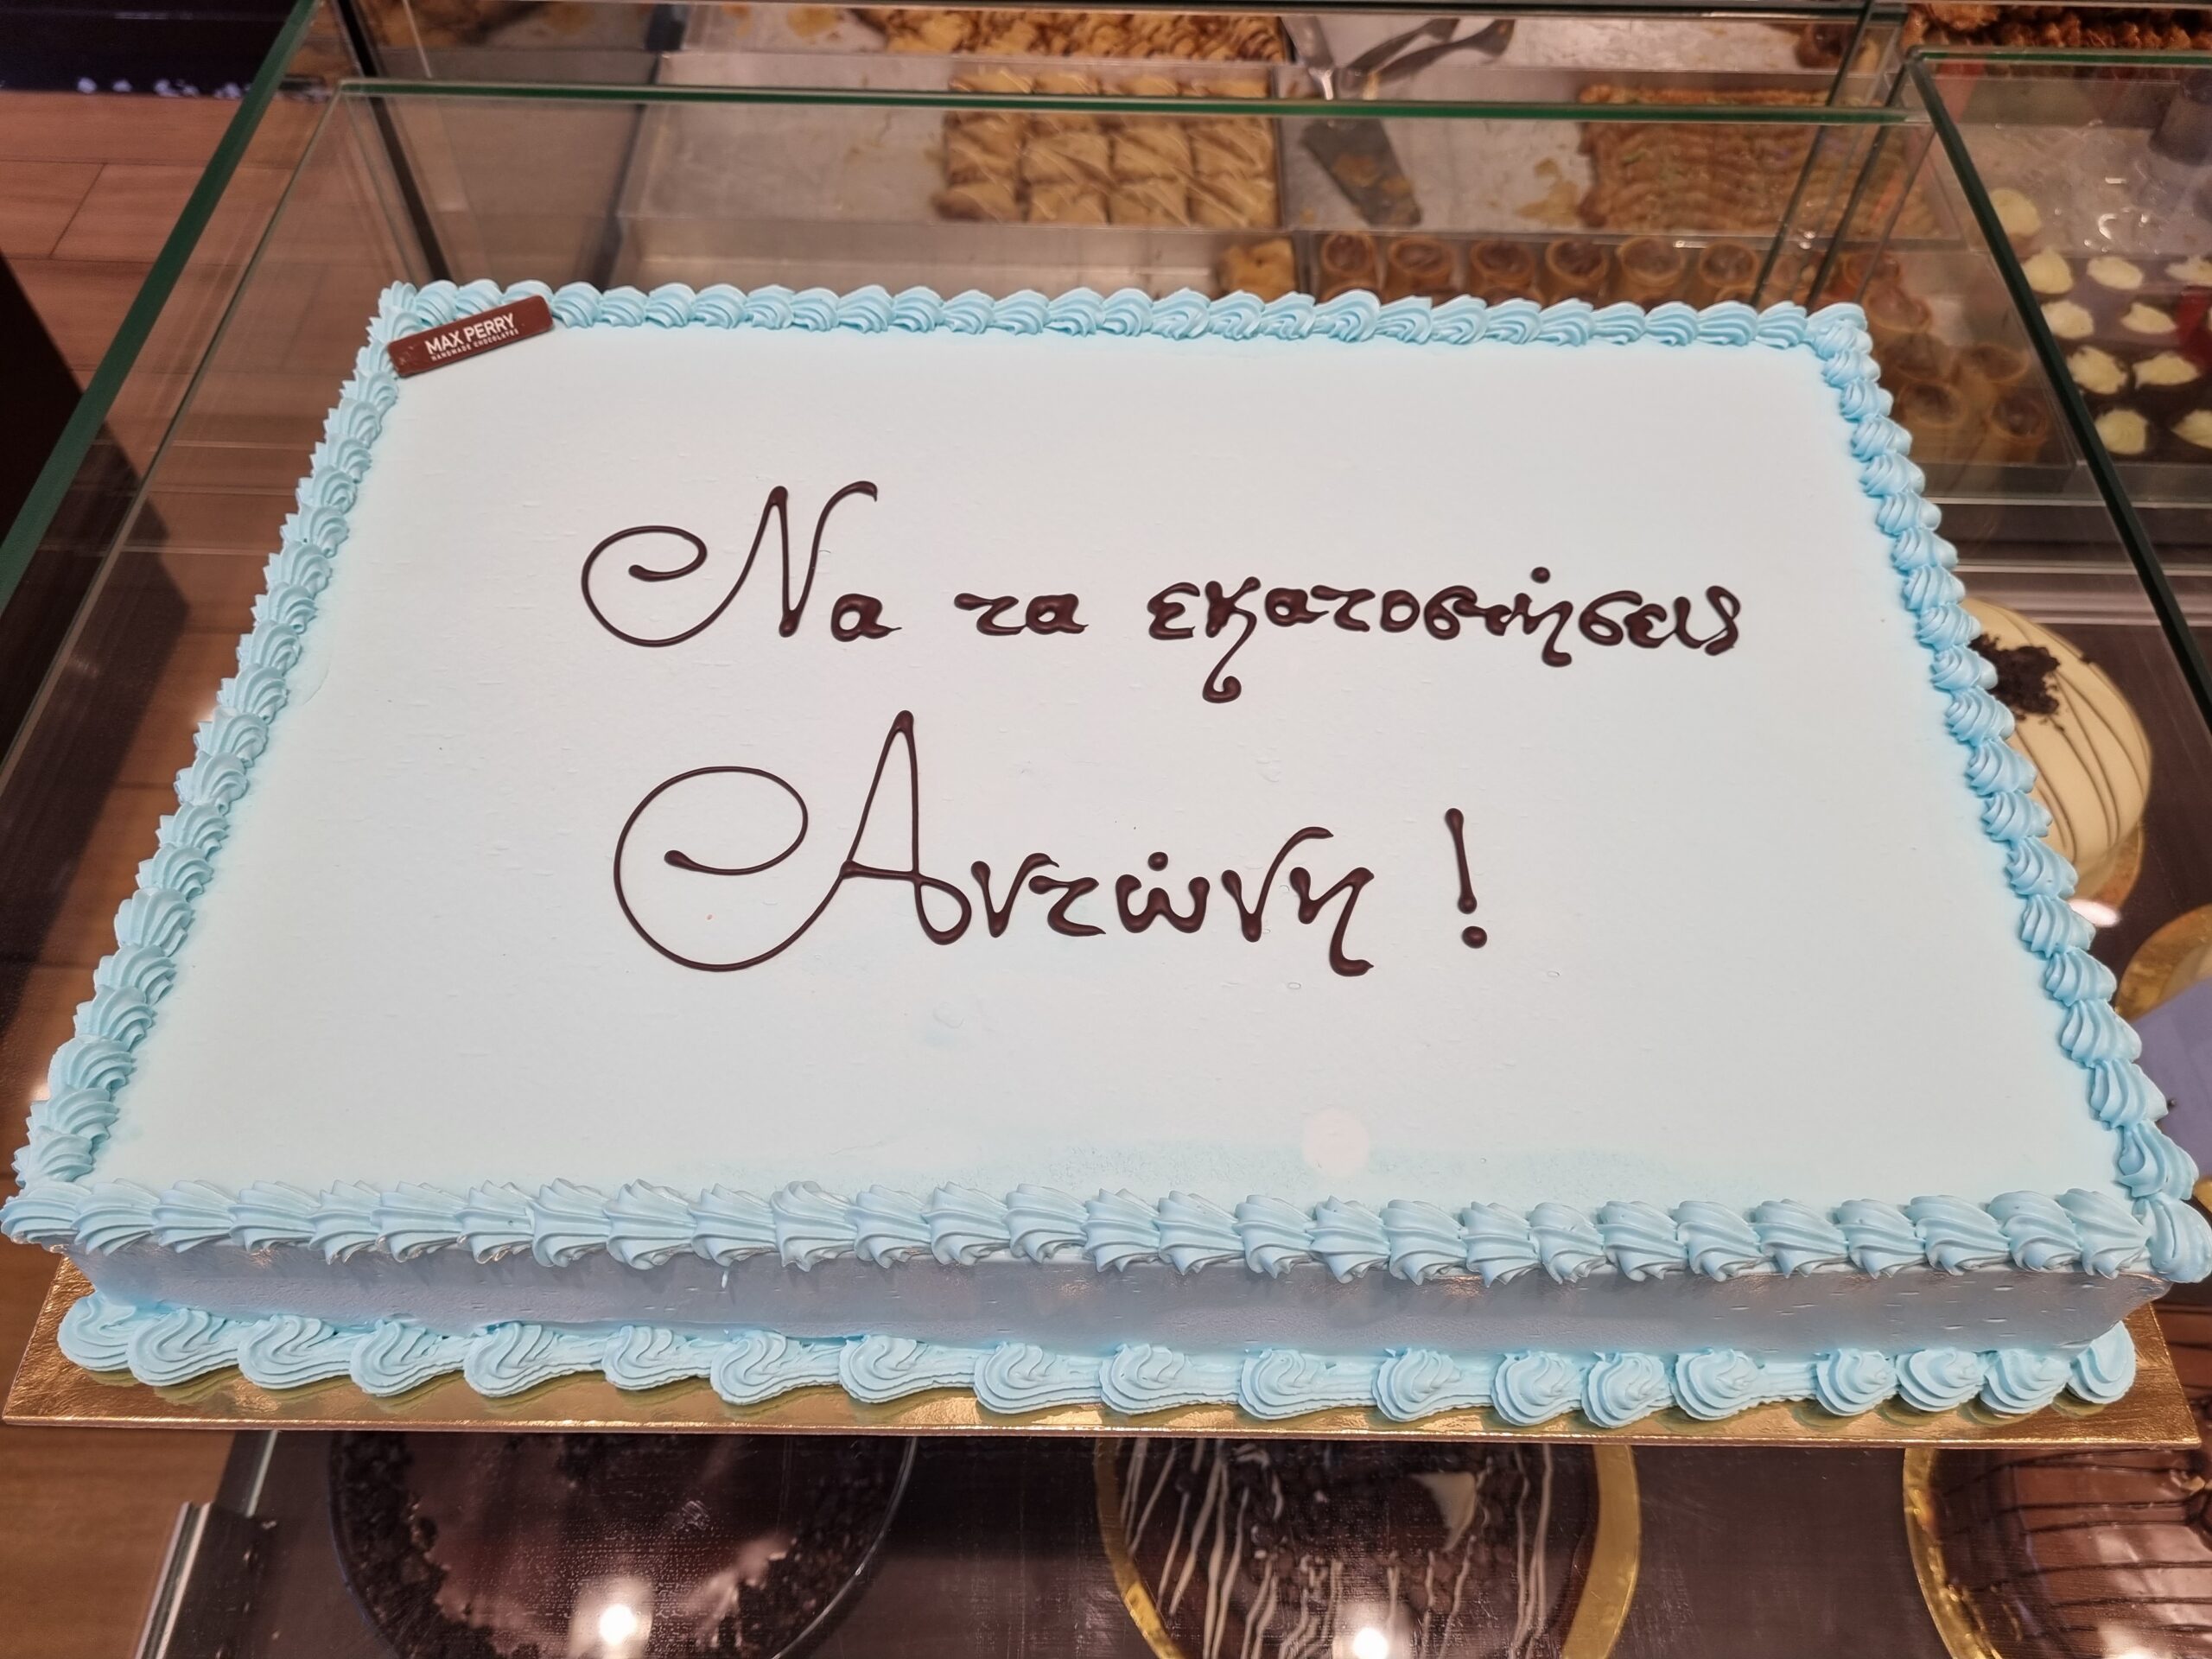 MAX PERRY
HANDMADE CHOCOLATES
Να τα εκατοστήσεις
Αντώνη !